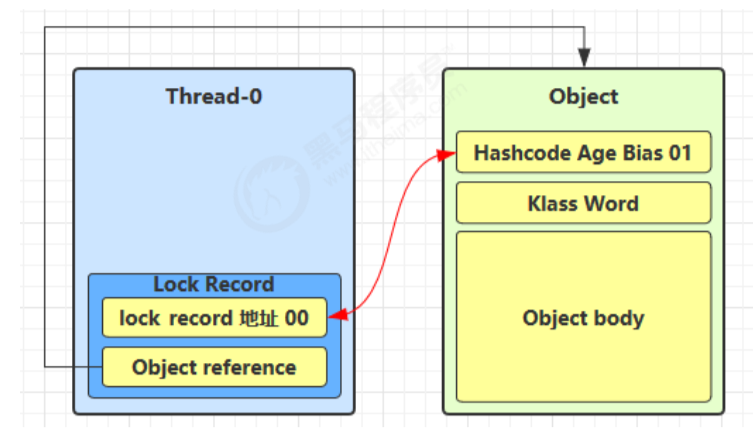 Thread-0
Lock Record
lock record 地址 00
Object reference
Object
Hashcode Age Bias 01
Klass Word
Object body
黑马程序员
www.itheima.com